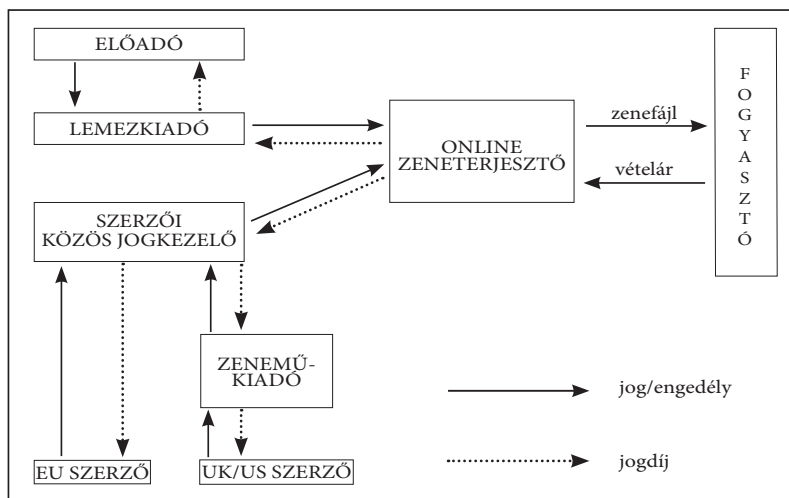 ELŐADÓ
LEMEZKIADÓ
ONLINE
ZENETERJESZTŐ
zenefájl
vételár
FOGYASZTÓ
SZERZŐI
KÖZÖS JOGKEZELŐ
ZENEMŰ-
KIADÓ
EU SZERZŐ
UK/US SZERZŐ
jog/engedély
jogdíj